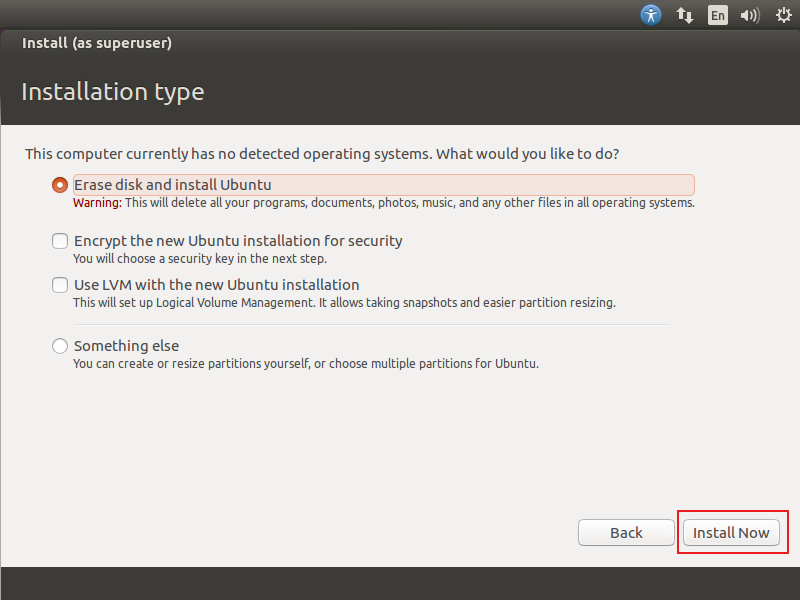 En
Install (as superuser)
Installation type
This computer currently has no detected operating systems. What would you like to do?
Erase disk and install Ubuntu
Warning: This will delete all your programs, documents, photos, music, and any other files in all operating systems.
Encrypt the new Ubuntu installation for security
You will choose a security key in the next step.
Use LVM with the new Ubuntu installation
This will set up Logical Volume Management. It allows taking snapshots and easier partition resizing.
Something else
You can create or resize partitions yourself, or choose multiple partitions for Ubuntu.
Back Install Now